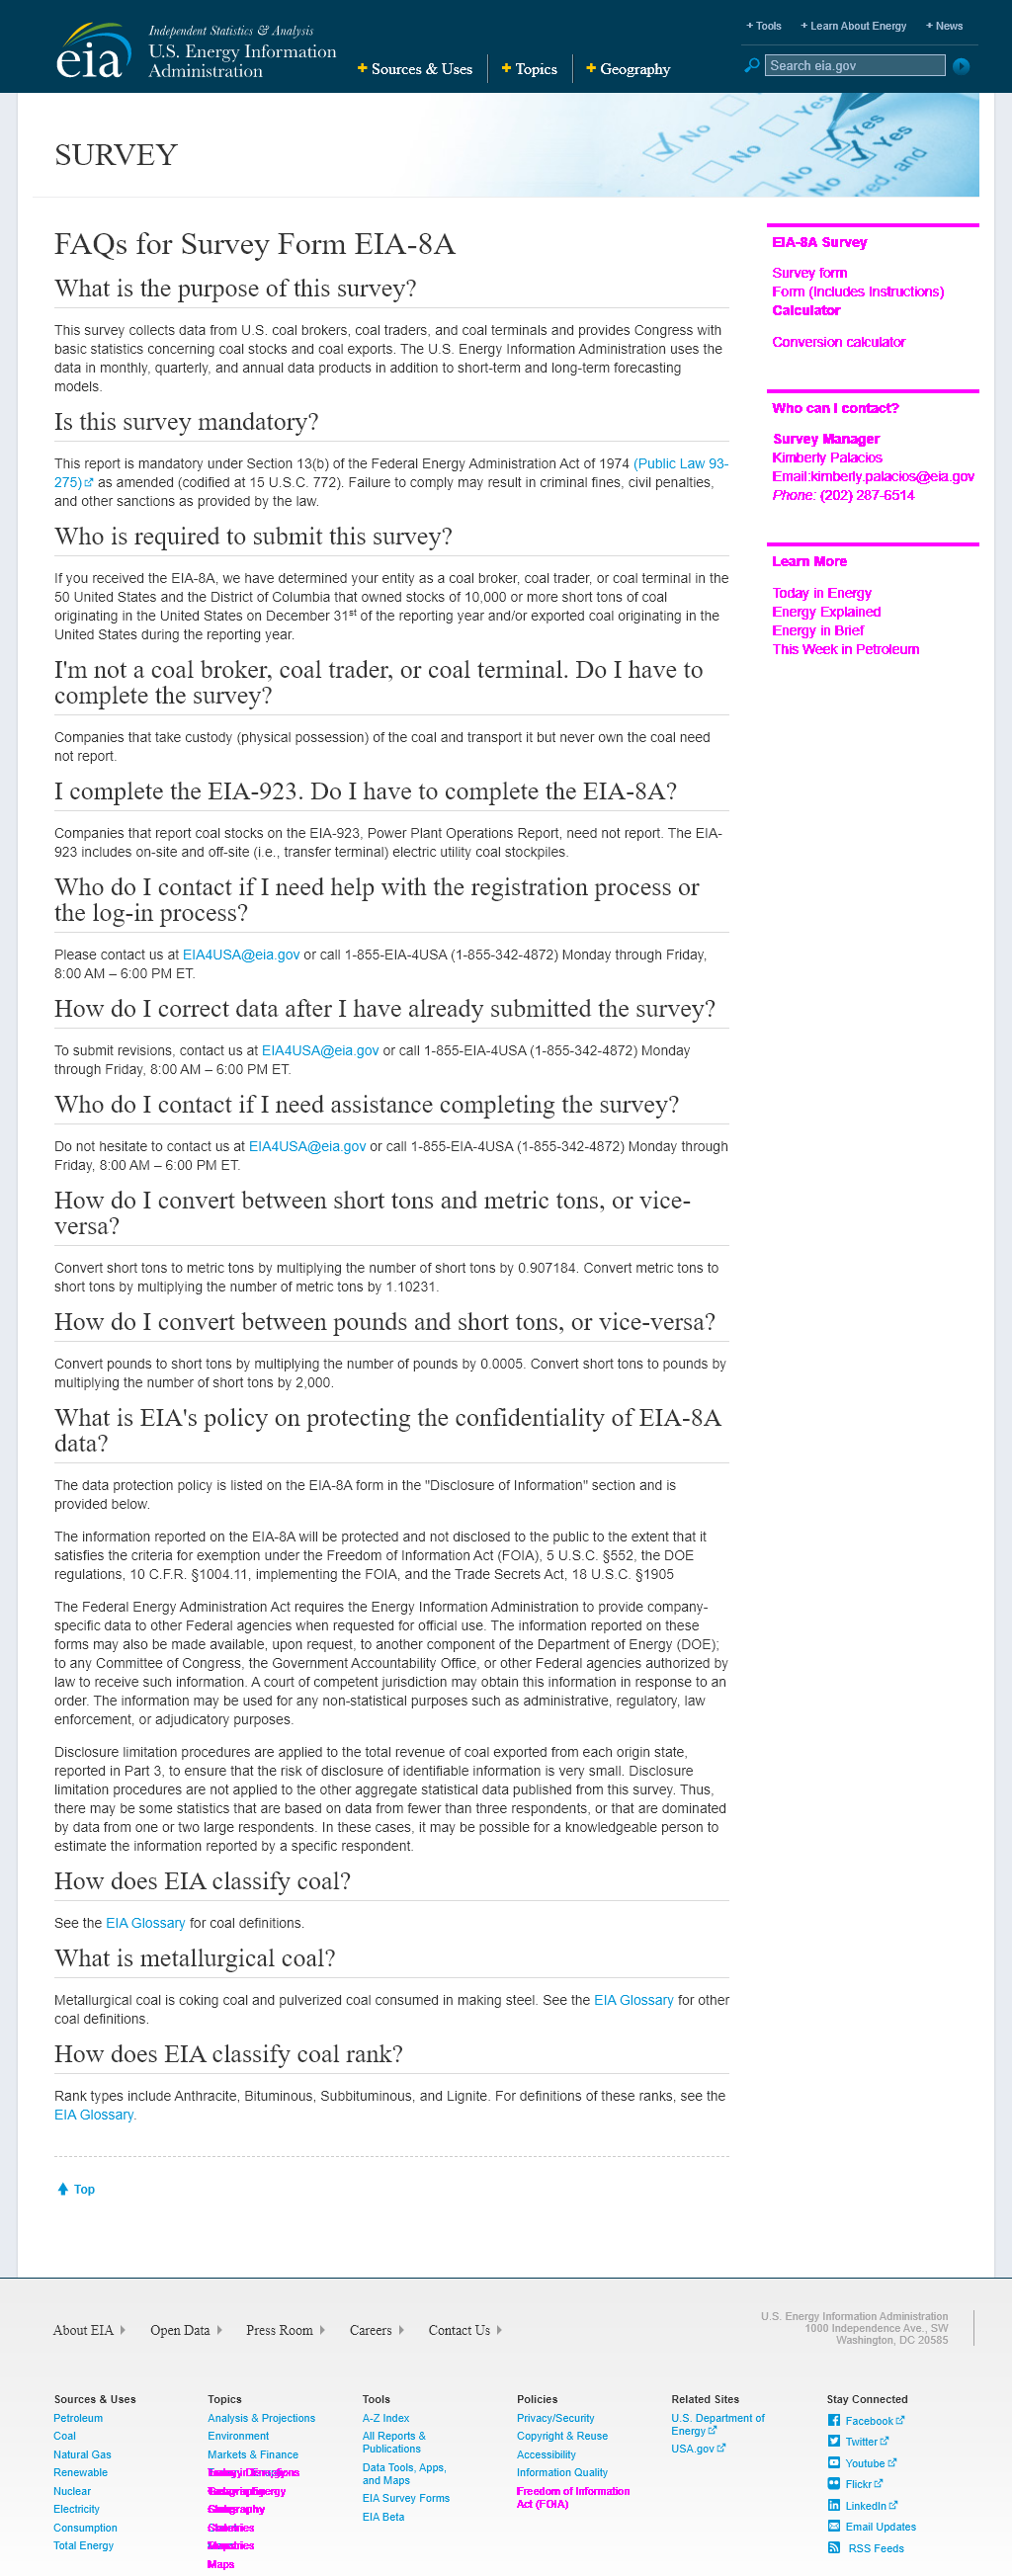 Independent Statistics & Analysis
U.S. Energy Information
Administration
eia
+ Sources & Uses
+ Topics
+ Geography
+ Tools
+ Learn About Energy
+ News
Search eia.gov
SURVEY
FAQs for Survey Form EIA-8A
What is the purpose of this survey?
This survey collects data from U.S. coal brokers, coal traders, and coal terminals and provides Congress with
basic statistics concerning coal stocks and coal exports. The U.S. Energy Information Administration uses the
data in monthly, quarterly, and annual data products in addition to short-term and long-term forecasting
models.
Is this survey mandatory?
This report is mandatory under Section 13(b) of the Federal Energy Administration Act of 1974 (Public Law 93-
275) as amended (codified at 15 U.S.C. 772). Failure to comply may result in criminal fines, civil penalties,
and other sanctions as provided by the law.
Who is required to submit this survey?
If you received the EIA-8A, we have determined your entity as a coal broker, coal trader, or coal terminal in the
50 United States and the District of Columbia that owned stocks of 10,000 or more short tons of coal
originating in the United States on December 31st of the reporting year and/or exported coal originating in the
United States during the reporting year.
I'm not a coal broker, coal trader, or coal terminal. Do I have to
complete the survey?
Companies that take custody (physical possession) of the coal and transport it but never own the coal need
not report.
I complete the EIA-923. Do I have to complete the EIA-8A?
Companies that report coal stocks on the EIA-923, Power Plant Operations Report, need not report. The EIA-
923 includes on-site and off-site (i.e., transfer terminal) electric utility coal stockpiles.
Who do I contact if I need help with the registration process or
the log-in process?
Please contact us at EIA4USA@eia.gov or call 1-855-EIA-4USA (1-855-342-4872) Monday through Friday,
8:00 AM – 6:00 PM ET.
How do I correct data after I have already submitted the survey?
To submit revisions, contact us at EIA4USA@eia.gov or call 1-855-EIA-4USA (1-855-342-4872) Monday
through Friday, 8:00 AM – 6:00 PM ET.
Who do I contact if I need assistance completing the survey?
Do not hesitate to contact us at EIA4USA@eia.gov or call 1-855-EIA-4USA (1-855-342-4872) Monday through
Friday, 8:00 AM – 6:00 PM ET.
How do I convert between short tons and metric tons, or vice-
versa?
Convert short tons to metric tons by multiplying the number of short tons by 0.907184. Convert metric tons to
short tons by multiplying the number of metric tons by 1.10231.
How do I convert between pounds and short tons, or vice-versa?
Convert pounds to short tons by multiplying the number of pounds by 0.0005. Convert short tons to pounds by
multiplying the number of short tons by 2,000.
What is EIA's policy on protecting the confidentiality of EIA-8A
data?
The data protection policy is listed on the EIA-8A form in the "Disclosure of Information" section and is
provided below.
The information reported on the EIA-8A will be protected and not disclosed to the public to the extent that it
satisfies the criteria for exemption under the Freedom of Information Act (FOIA), 5 U.S.C. §552, the DOE
regulations, 10 C.F.R. §1004.11, implementing the FOIA, and the Trade Secrets Act, 18 U.S.C. §1905
The Federal Energy Administration Act requires the Energy Information Administration to provide company-
specific data to other Federal agencies when requested for official use. The information reported on these
forms may also be made available, upon request, to another component of the Department of Energy (DOE);
to any Committee of Congress, the Government Accountability Office, or other Federal agencies authorized by
law to receive such information. A court of competent jurisdiction may obtain this information in response to an
order. The information may be used for any non-statistical purposes such as administrative, regulatory, law
enforcement, or adjudicatory purposes.
Disclosure limitation procedures are applied to the total revenue of coal exported from each origin state,
reported in Part 3, to ensure that the risk of disclosure of identifiable information is very small. Disclosure
limitation procedures are not applied to the other aggregate statistical data published from this survey. Thus,
there may be some statistics that are based on data from fewer than three respondents, or that are dominated
by data from one or two large respondents. In these cases, it may be possible for a knowledgeable person to
estimate the information reported by a specific respondent.
How does EIA classify coal?
See the EIA Glossary for coal definitions.
What is metallurgical coal?
Metallurgical coal is coking coal and pulverized coal consumed in making steel. See the EIA Glossary for other
coal definitions.
How does EIA classify coal rank?
Rank types include Anthracite, Bituminous, Subbituminous, and Lignite. For definitions of these ranks, see the
EIA Glossary.
Top
EIA-8A Survey
Survey form
Form (Includes Instructions)
Calculator
Conversion calculator
Who can I contact?
Survey Manager
Kimberly Palacios
Email:kimberly.palacios@eia.gov
Phone: (202) 287-6514
Learn More
Today in Energy
Energy Explained
Energy in Brief
This Week in Petroleum
About EIA
Open Data
Press Room
Careers
Contact Us
U.S. Energy Information Administration
1000 Independence Ave., SW
Washington, DC 20585
Sources & Uses
Petroleum
Coal
Natural Gas
Renewable
Nuclear
Electricity
Consumption
Total Energy
Topics
Analysis & Projections
Environment
Markets & Finance
Maps
Tools
A-Z Index
All Reports &
Publications
Data Tools, Apps,
and Maps
EIA Survey Forms
EIA Beta
Policies
Privacy/Security
Copyright & Reuse
Accessibility
Information Quality
Freedom of Information
Act (FOIA)
Related Sites
U.S. Department of
Energy
USA.gov
Stay Connected
Facebook
Twitter
Youtube
Flickr
LinkedIn
Email Updates
RSS Feeds